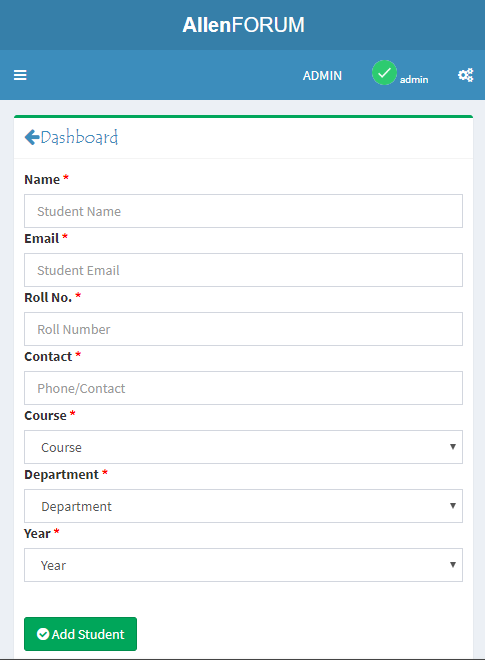 AllenFORUM
ADMIN admin
Dashboard
Name *
Student Name
Email *
Student Email
Roll No. *
Roll Number
Contact *
Phone/Contact
Course *
Course
Department *
Department
Year *
Year
Add Student